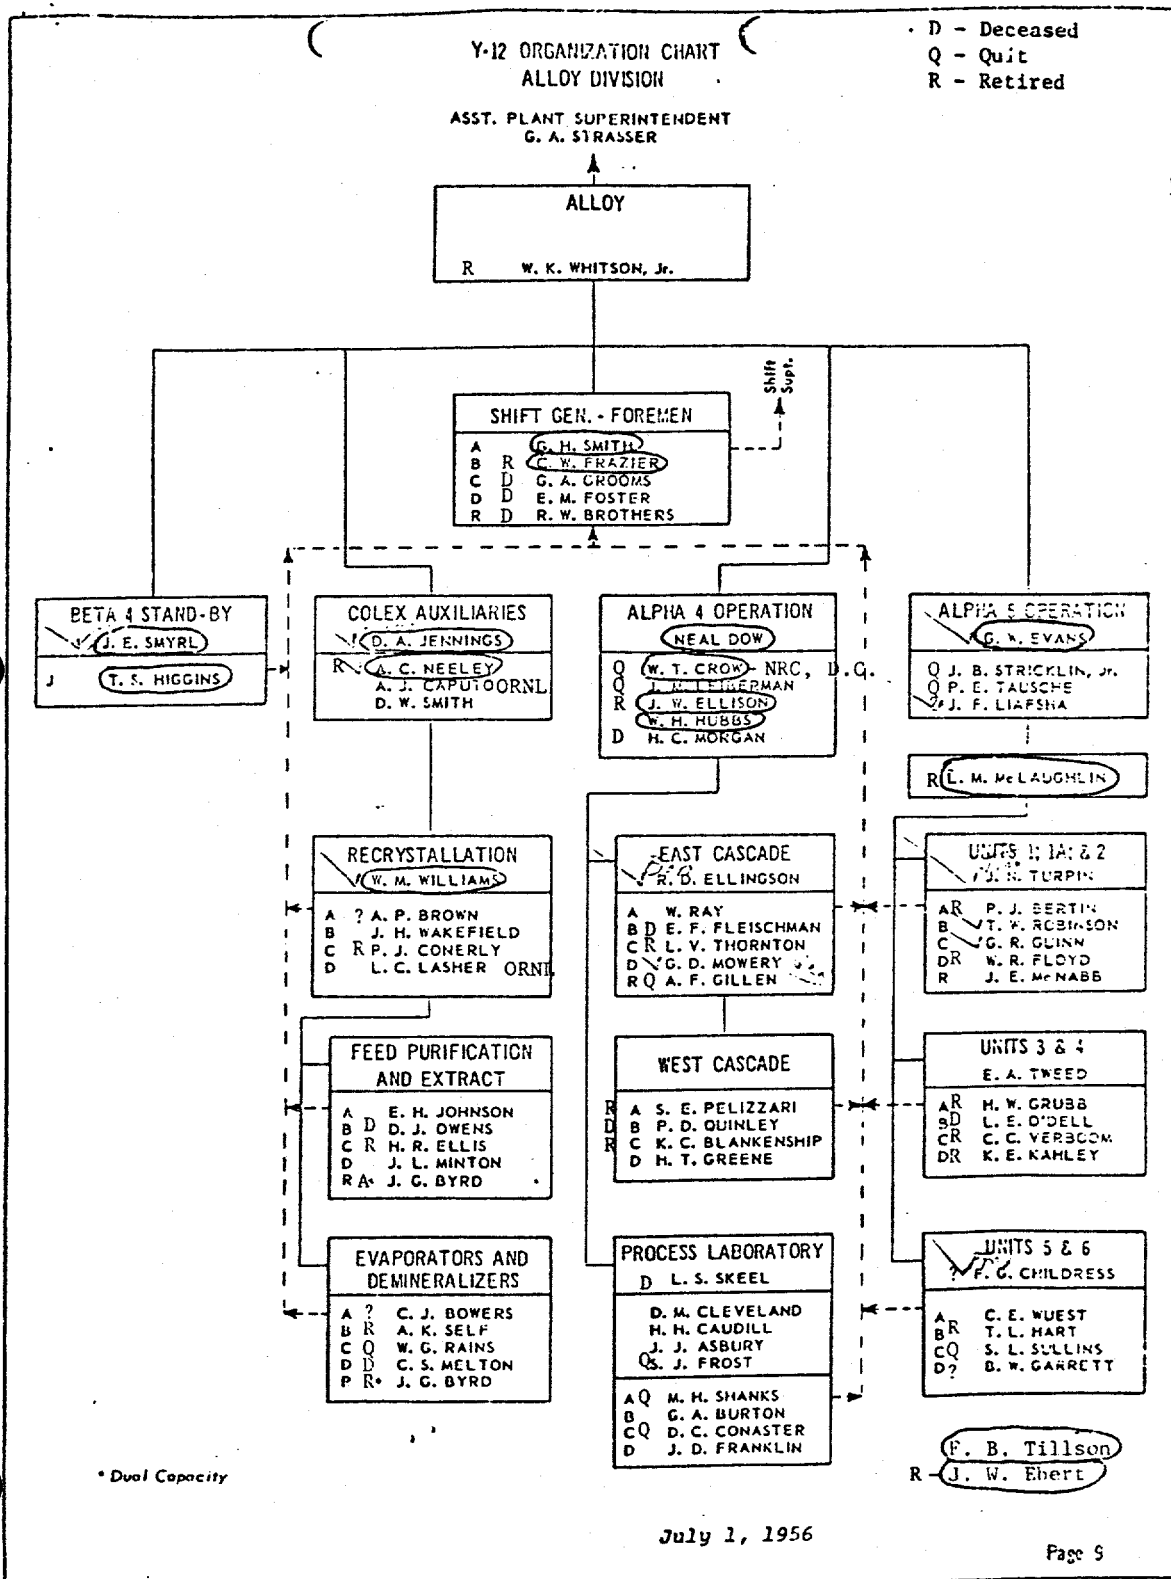 Y-12 ORGANIZATION CHART
ALLOY DIVISION
D - Deceased
Q - Quit
R - Retired
ASST. PLANT SUPERINTENDENT
G. A. STRASSER
ALLOY
R W. K. WHITSON, Jr.
Shift
Supt.
SHIFT GEN. - FOREMEN
A G. H. SMITH
B R C. W. FRAZIER
C D G. A. GROOMS
D D E. M. FOSTER
R D R. W. BROTHERS
BETA 4 STAND-BY
J. E. SMYRL
J T. S. HIGGINS
COLEX AUXILIARIES
D. A. JENNINGS
R A. C. NEELEY
A. J. CAPUTO ORNL
D. W. SMITH
ALPHA 4 OPERATION
NEAL DOW
Q W. T. CROW - NRC, D.C.
Q J. M. LEIBERMAN
R J. W. ELLISON
W. H. HUBBS
D H. C. MORGAN
ALPHA 5 OPERATION
G. W. EVANS
Q J. B. STRICKLIN, Jr.
Q P. E. TAUSCHE
? J. F. LIAFSHA
R L. M. McLAUGHLIN
RECRYSTALLATION
W. M. WILLIAMS
A ? A. P. BROWN
B J. H. WAKEFIELD
C R P. J. CONERLY
D L. C. LASHER ORNL
EAST CASCADE
R. D. ELLINGSON
A W. RAY
B D E. F. FLEISCHMAN
C R L. V. THORNTON
D G. D. MOWERY
R Q A. F. GILLEN
UNITS 1; 1A; & 2
TURPIN
A R P. J. BERTIN
B T. W. ROBINSON
C G. R. GUINN
D R W. R. FLOYD
R J. E. McNABB
FEED PURIFICATION
AND EXTRACT
A E. H. JOHNSON
B D D. J. OWENS
C R H. R. ELLIS
D J. L. MINTON
R A• J. G. BYRD
WEST CASCADE
R A S. E. PELIZZARI
D B P. D. QUINLEY
R C K. C. BLANKENSHIP
D H. T. GREENE
UNITS 3 & 4
E. A. TWEED
A R H. W. GRUBB
B D L. E. O'DELL
C R C. C. VERBOOM
D R K. E. KAHLEY
EVAPORATORS AND
DEMINERALIZERS
A ? C. J. BOWERS
B R A. K. SELF
C Q W. G. RAINS
D D C. S. MELTON
P R• J. G. BYRD
PROCESS LABORATORY
D L. S. SKEEL
D. M. CLEVELAND
H. H. CAUDILL
J. J. ASBURY
Q S. J. FROST
A Q M. H. SHANKS
B G. A. BURTON
C Q D. C. CONASTER
D J. D. FRANKLIN
UNITS 5 & 6
? F. G. CHILDRESS
A C. E. WUEST
B R T. L. HART
C Q S. L. SULLINS
D ? B. W. GARRETT
F. B. Tillson
R - J. W. Ebert
* Dual Capacity
July 1, 1956
Page 9